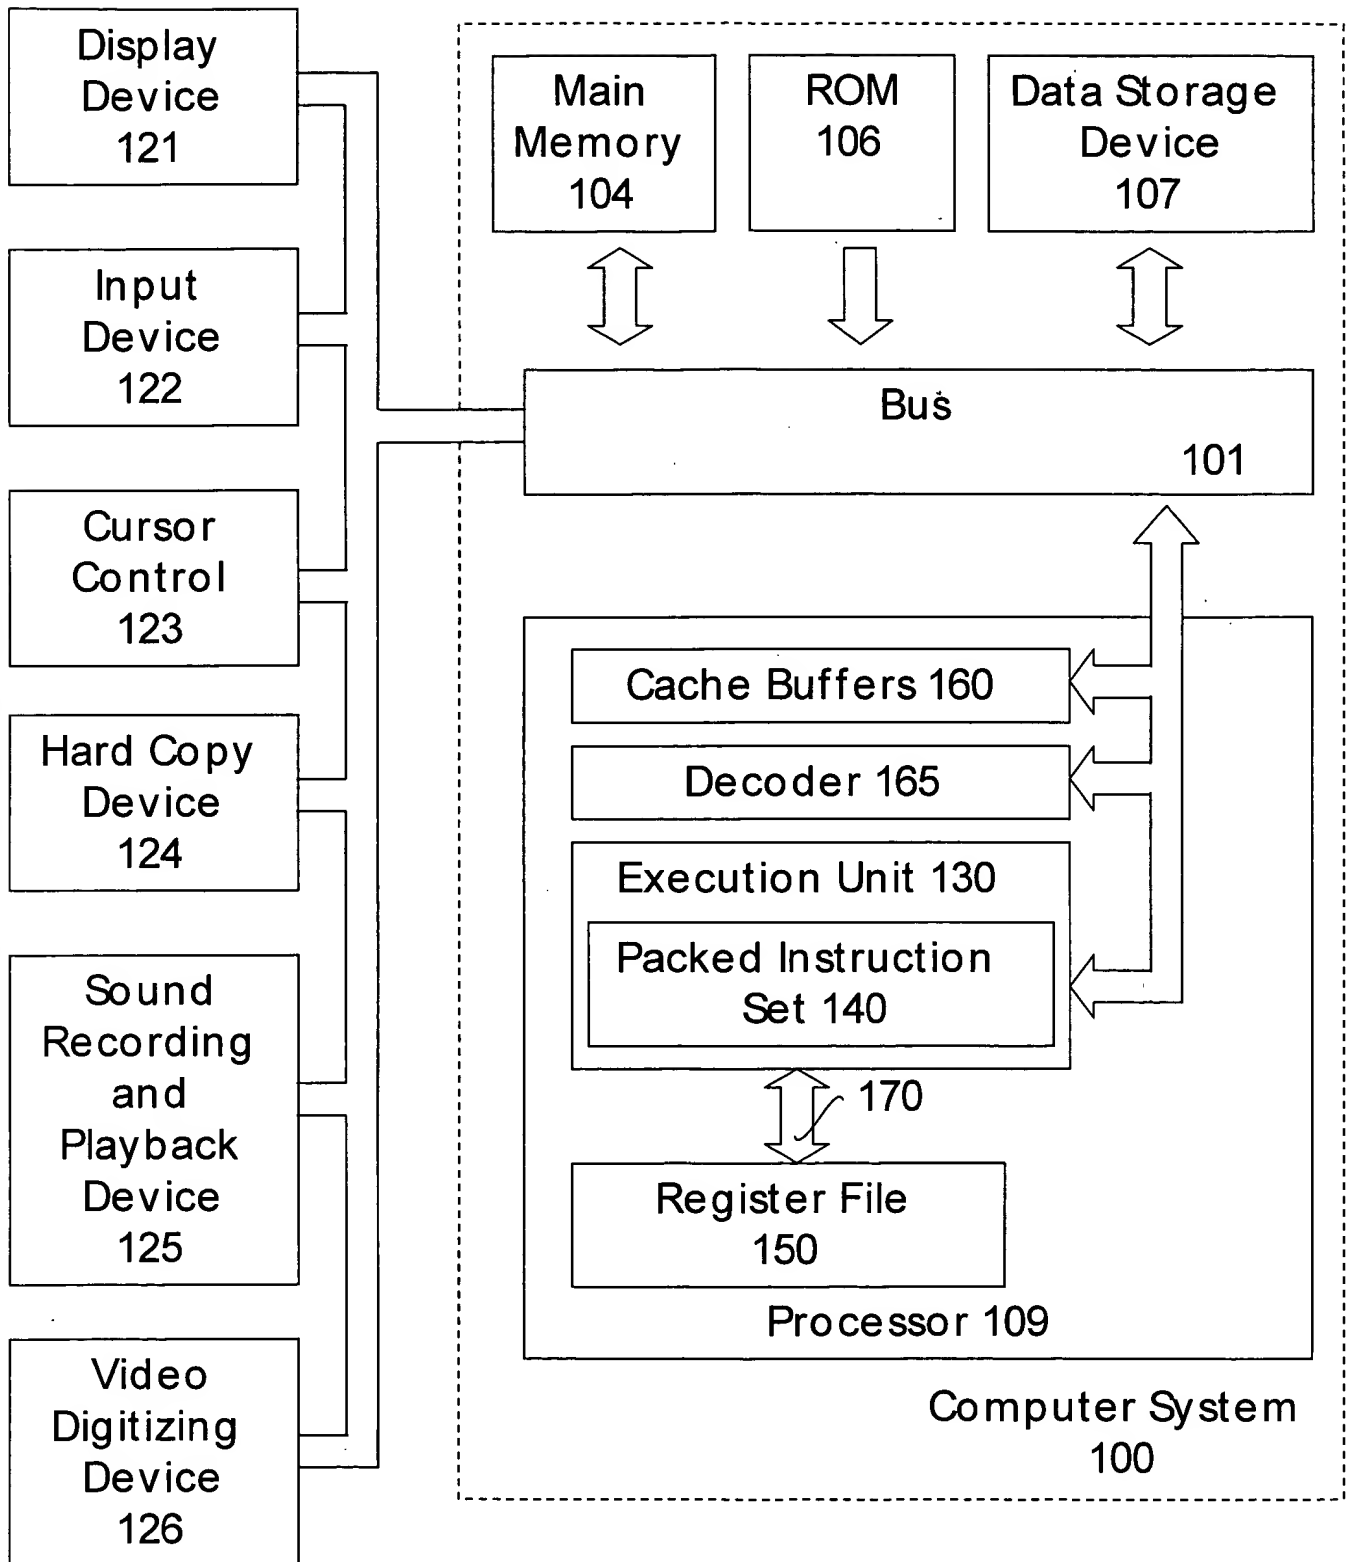 Display
Device
121
Input
Device
122
Cursor
Control
123
Hard Copy
Device
124
Sound
Recording
and
Playback
Device
125
Video
Digitizing
Device
126
Main
Memory
104
ROM
106
Data Storage
Device
107
Bus
101
Cache Buffers 160
Decoder 165
Execution Unit 130
Packed Instruction
Set 140
170
Register File
150
Processor 109
Computer System
100